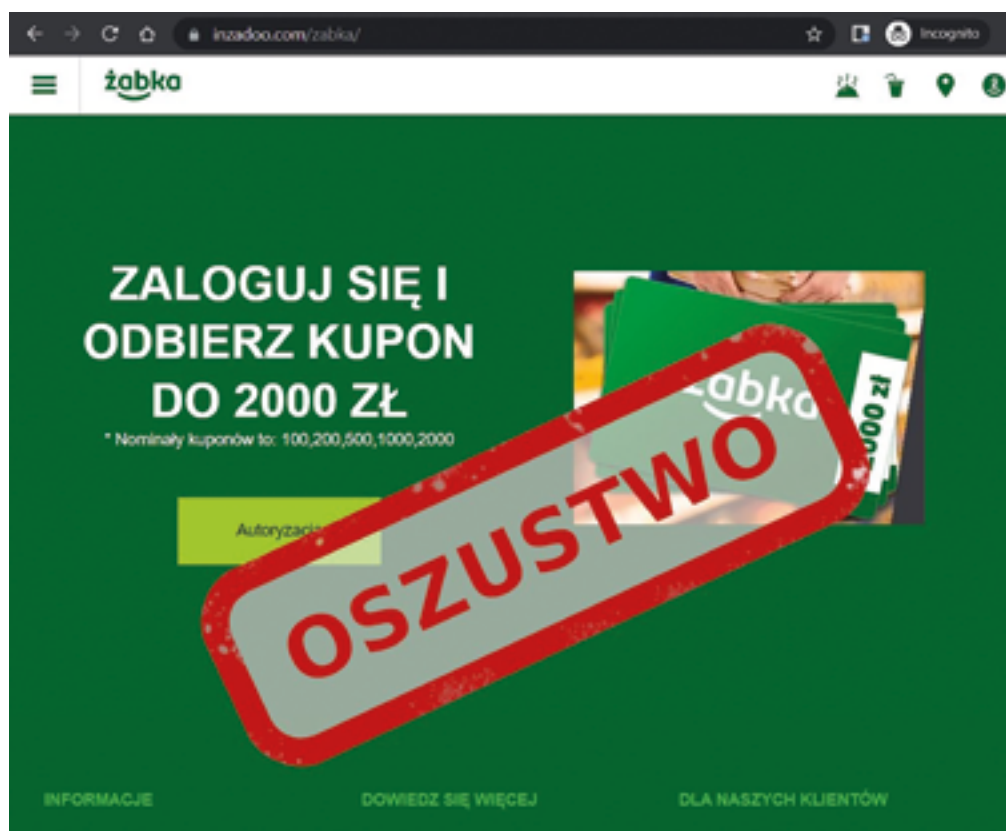 inzadoo.com/zabka/
Incognito
żabka
ZALOGUJ SIĘ I
ODBIERZ KUPON
DO 2000 ZŁ
* Nominały kuponów to: 100,200,500,1000,2000
żabka
2000 zł
OSZUSTWO
INFORMACJE
DOWIEDZ SIĘ WIĘCEJ
DLA NASZYCH KLIENTÓW